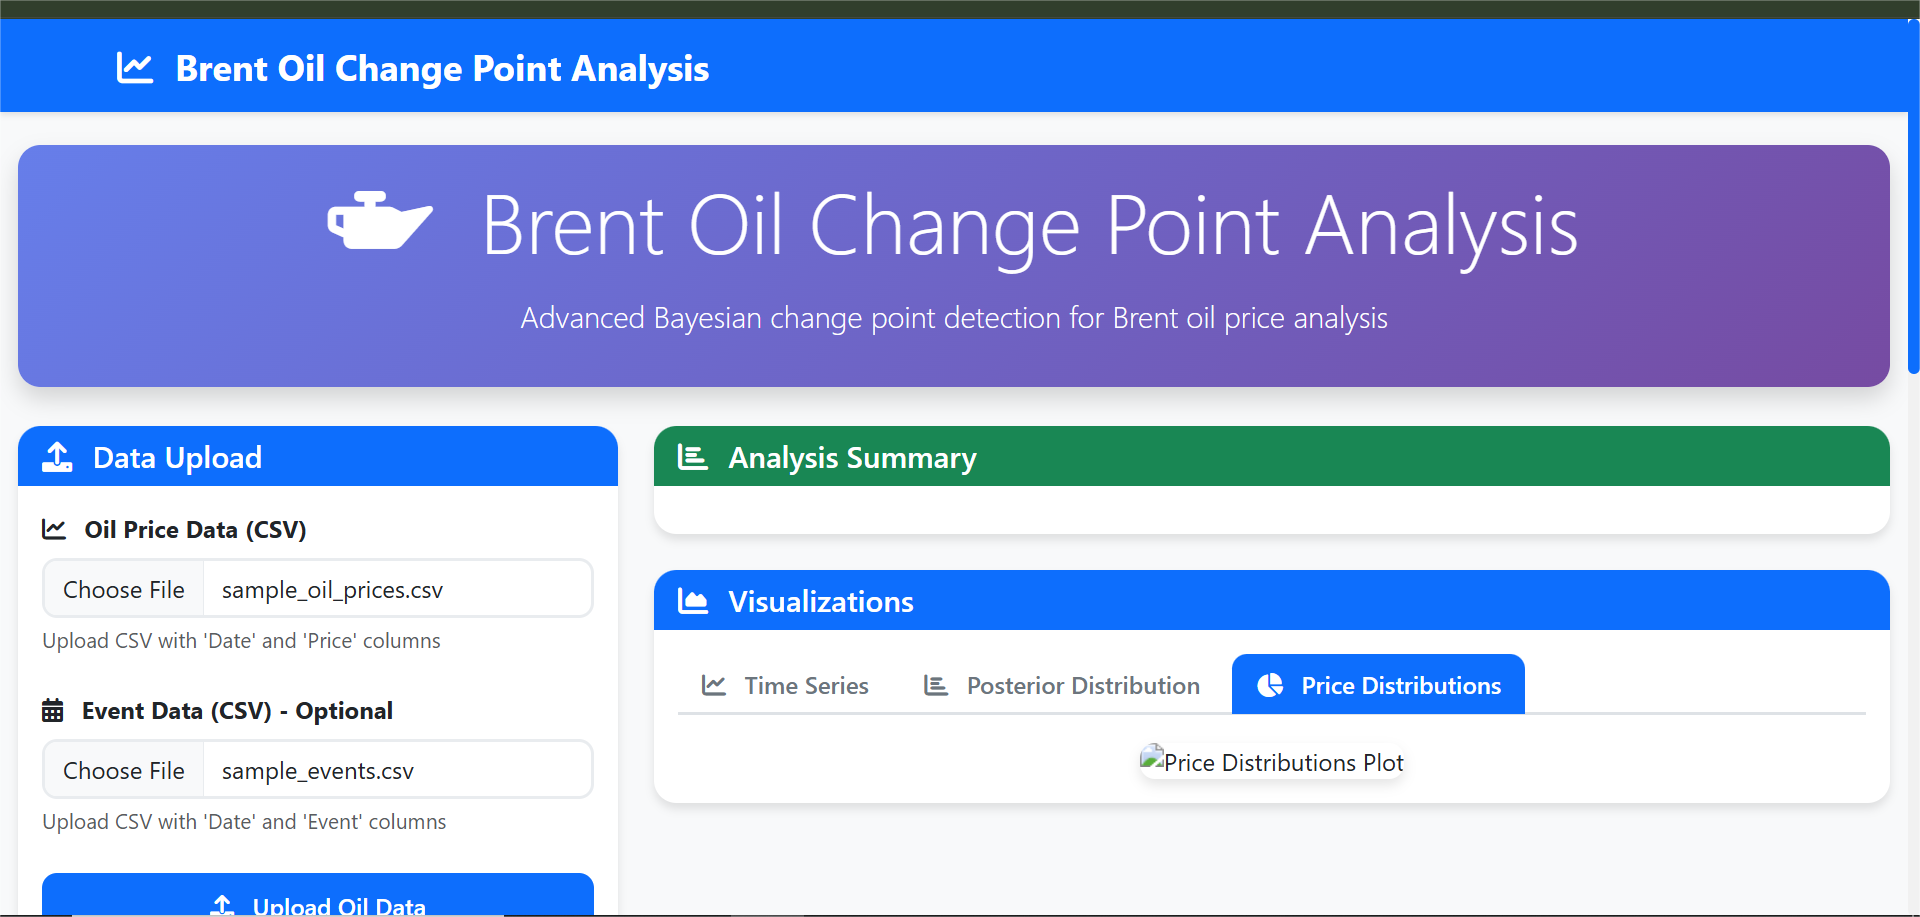 Brent Oil Change Point Analysis
Brent Oil Change Point Analysis
Advanced Bayesian change point detection for Brent oil price analysis
Data Upload
Oil Price Data (CSV)
Choose File sample_oil_prices.csv
Upload CSV with 'Date' and 'Price' columns
Event Data (CSV) - Optional
Choose File sample_events.csv
Upload CSV with 'Date' and 'Event' columns
Upload Oil Data
Analysis Summary
Visualizations
Time Series Posterior Distribution Price Distributions
Price Distributions Plot